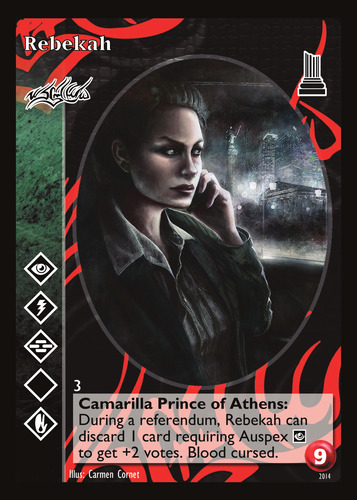 Rebekah
3
Camarilla Prince of Athens:
During a referendum, Rebekah can
discard 1 card requiring Auspex
to get +2 votes. Blood cursed.
9
Illus: Carmen Cornet
2014